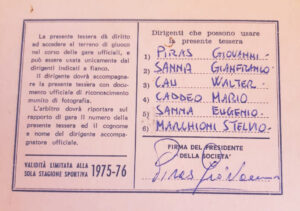 La presente tessera dà diritto
ad accedere al terreno di giuoco
nel corso delle gare ufficiali, e
può essere usata unicamente dai
dirigenti indicati a fianco.
Il dirigente dovrà accompagna-
re la presente tessera con un
documento ufficiale di riconoscimento
munito di fotografia.
L'arbitro dovrà riportare sul
rapporto di gara il numero della
presente tessera ed il cognome
e nome del dirigente accompa-
gnatore ufficiale.
VALIDITÀ LIMITATA ALLA
SOLA STAGIONE SPORTIVA 1975-76
Dirigenti che possono usare
la presente tessera
1) PIRAS GIOVANNI
2) SANNA GIANFRANCO
3) CAU WALTER
4) CADDEO MARIO
5) SANNA EUGENIO
6) MARCHIONI STELVIO
FIRMA DEL PRESIDENTE
DELLA SOCIETA'
Piras Giovanni